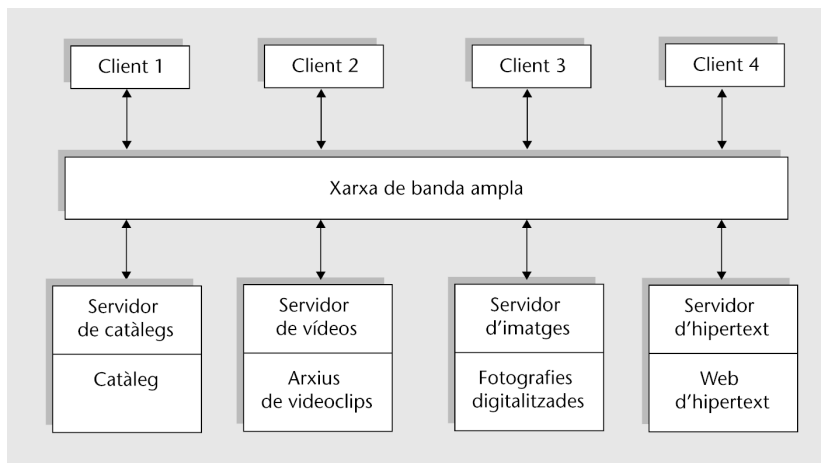 Client 1
Client 2
Client 3
Client 4
Xarxa de banda ampla
Servidor
de catàlegs
Catàleg
Servidor
de vídeos
Arxius
de videoclips
Servidor
d'imatges
Fotografies
digitalitzades
Servidor
d'hipertext
Web
d'hipertext